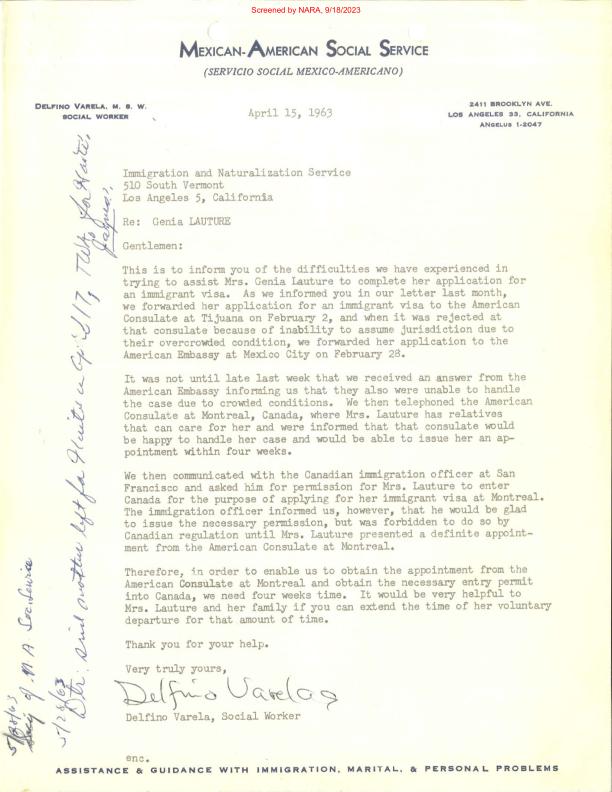 Screened by NARA, 9/18/2023
MEXICAN-AMERICAN SOCIAL SERVICE
(SERVICIO SOCIAL MEXICO-AMERICANO)
DELFINO VARELA, M. S. W.
SOCIAL WORKER
2411 BROOKLYN AVE.
LOS ANGELES 33, CALIFORNIA
ANGELUS 1-2047
April 15, 1963
Immigration and Naturalization Service
510 South Vermont
Los Angeles 5, California
Re: Genia LAUTURE
Gentlemen:
This is to inform you of the difficulties we have experienced in
trying to assist Mrs. Genia Lauture to complete her application for
an immigrant visa. As we informed you in our letter last month,
we forwarded her application for an immigrant visa to the American
Consulate at Tijuana on February 2, and when it was rejected at
that consulate because of inability to assume jurisdiction due to
their overcrowded condition, we forwarded her application to the
American Embassy at Mexico City on February 28.
It was not until late last week that we received an answer from the
American Embassy informing us that they also were unable to handle
the case due to crowded conditions. We then telephoned the American
Consulate at Montreal, Canada, where Mrs. Lauture has relatives
that can care for her and were informed that that consulate would
be happy to handle her case and would be able to issue her an ap-
pointment within four weeks.
We then communicated with the Canadian immigration officer at San
Francisco and asked him for permission for Mrs. Lauture to enter
Canada for the purpose of applying for her immigrant visa at Montreal.
The immigration officer informed us, however, that he would be glad
to issue the necessary permission, but was forbidden to do so by
Canadian regulation until Mrs. Lauture presented a definite appoint-
ment from the American Consulate at Montreal.
Therefore, in order to enable us to obtain the appointment from the
American Consulate at Montreal and obtain the necessary entry permit
into Canada, we need four weeks time. It would be very helpful to
Mrs. Lauture and her family if you can extend the time of her voluntary
departure for that amount of time.
Thank you for your help.
Very truly yours,
Delfino Varela
Delfino Varela, Social Worker
enc.
ASSISTANCE & GUIDANCE WITH IMMIGRATION, MARITAL, & PERSONAL PROBLEMS
5/28/63
said mother left for
for Haiti
5/28/63
of M A Soc. Service